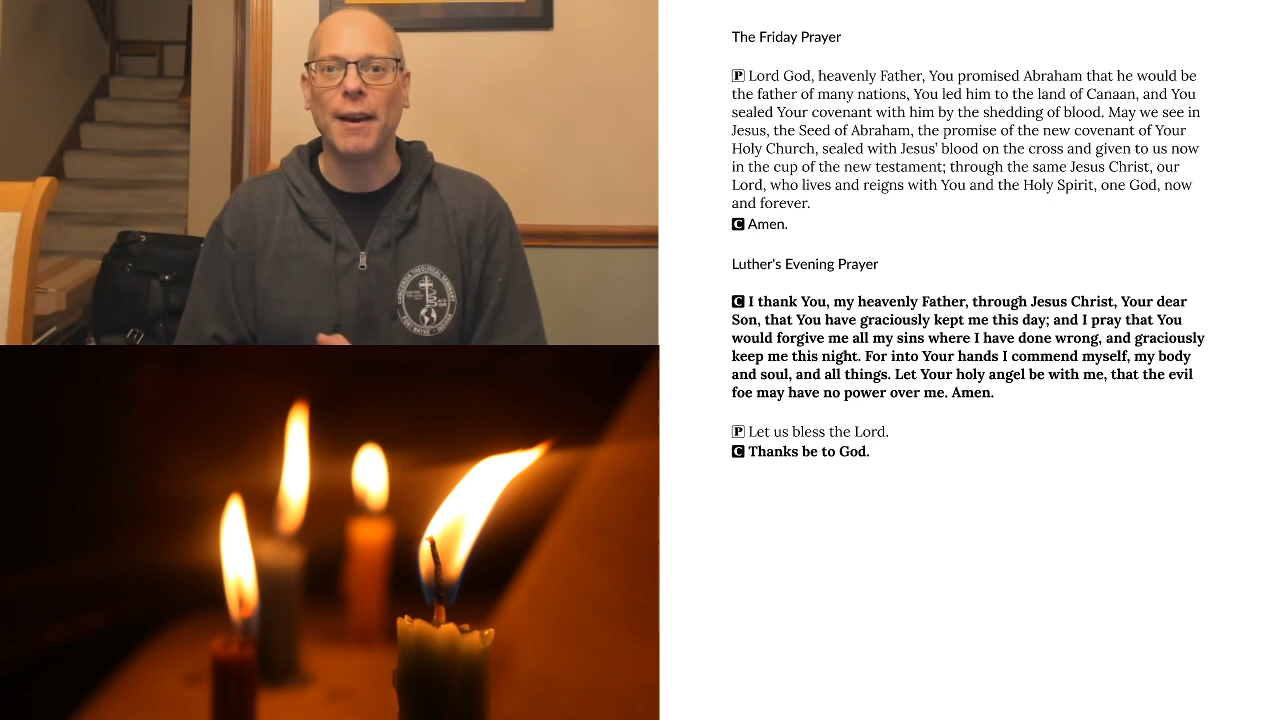 The Friday Prayer
P Lord God, heavenly Father, You promised Abraham that he would be
the father of many nations, You led him to the land of Canaan, and You
sealed Your covenant with him by the shedding of blood. May we see in
Jesus, the Seed of Abraham, the promise of the new covenant of Your
Holy Church, sealed with Jesus' blood on the cross and given to us now
in the cup of the new testament; through the same Jesus Christ, our
Lord, who lives and reigns with You and the Holy Spirit, one God, now
and forever.
C Amen.
Luther's Evening Prayer
C I thank You, my heavenly Father, through Jesus Christ, Your dear
Son, that You have graciously kept me this day; and I pray that You
would forgive me all my sins where I have done wrong, and graciously
keep me this night. For into Your hands I commend myself, my body
and soul, and all things. Let Your holy angel be with me, that the evil
foe may have no power over me. Amen.
P Let us bless the Lord.
C Thanks be to God.
CONCORDIA THEOLOGICAL SEMINARY
FORT WAYNE INDIANA